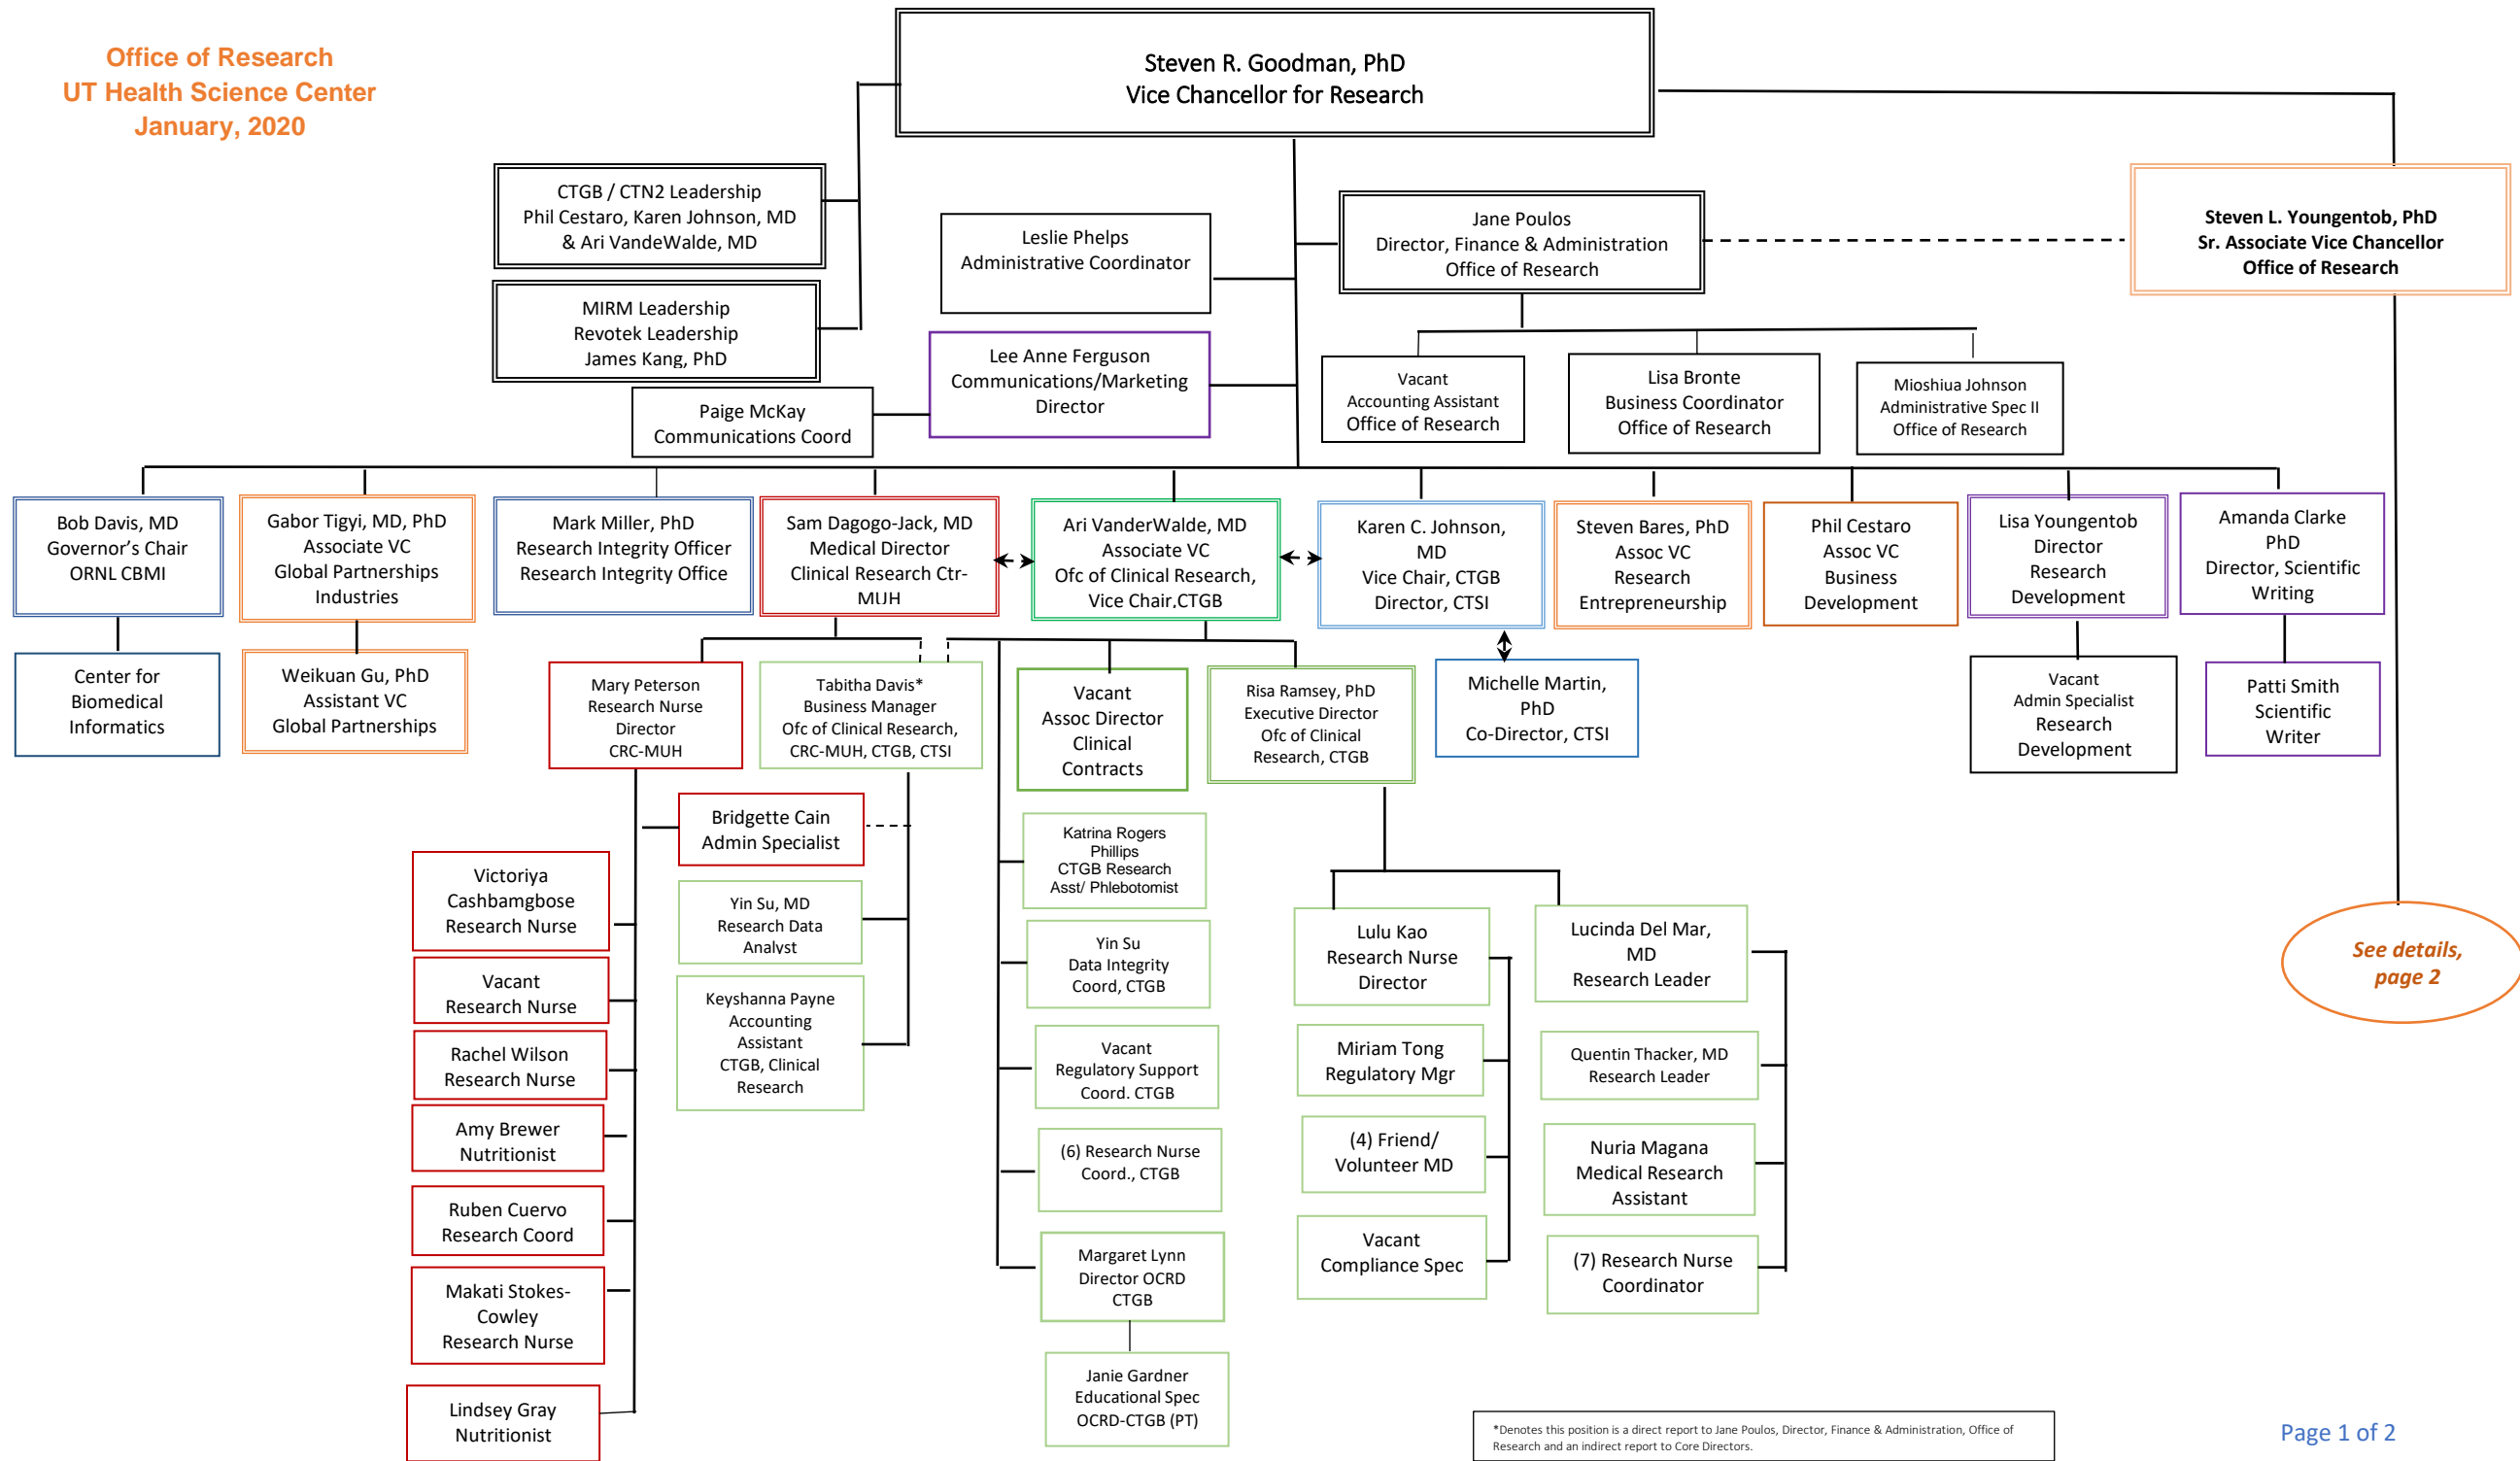 Office of Research
UT Health Science Center
January, 2020
Steven R. Goodman, PhD
Vice Chancellor for Research
CTGB / CTN2 Leadership
Phil Cestaro, Karen Johnson, MD
& Ari VandeWalde, MD
MIRM Leadership
Revotek Leadership
James Kang, PhD
Leslie Phelps
Administrative Coordinator
Lee Anne Ferguson
Communications/Marketing
Director
Paige McKay
Communications Coord
Jane Poulos
Director, Finance & Administration
Office of Research
Steven L. Youngentob, PhD
Sr. Associate Vice Chancellor
Office of Research
Vacant
Accounting Assistant
Office of Research
Lisa Bronte
Business Coordinator
Office of Research
Mioshiua Johnson
Administrative Spec II
Office of Research
Bob Davis, MD
Governor's Chair
ORNL CBMI
Gabor Tigyi, MD, PhD
Associate VC
Global Partnerships
Industries
Mark Miller, PhD
Research Integrity Officer
Research Integrity Office
Sam Dagogo-Jack, MD
Medical Director
Clinical Research Ctr-
MUH
Ari VanderWalde, MD
Associate VC
Ofc of Clinical Research,
Vice Chair,CTGB
Karen C. Johnson,
MD
Vice Chair, CTGB
Director, CTSI
Steven Bares, PhD
Assoc VC
Research
Entrepreneurship
Phil Cestaro
Assoc VC
Business
Development
Lisa Youngentob
Director
Research
Development
Amanda Clarke
PhD
Director, Scientific
Writing
Center for
Biomedical
Informatics
Weikuan Gu, PhD
Assistant VC
Global Partnerships
Mary Peterson
Research Nurse
Director
CRC-MUH
Tabitha Davis*
Business Manager
Ofc of Clinical Research,
CRC-MUH, CTGB, CTSI
Vacant
Assoc Director
Clinical
Contracts
Risa Ramsey, PhD
Executive Director
Ofc of Clinical
Research, CTGB
Michelle Martin,
PhD
Co-Director, CTSI
Vacant
Admin Specialist
Research
Development
Patti Smith
Scientific
Writer
Bridgette Cain
Admin Specialist
Victoriya
Cashbamgbose
Research Nurse
Vacant
Research Nurse
Rachel Wilson
Research Nurse
Amy Brewer
Nutritionist
Ruben Cuervo
Research Coord
Makati Stokes-
Cowley
Research Nurse
Lindsey Gray
Nutritionist
Yin Su, MD
Research Data
Analyst
Keyshanna Payne
Accounting
Assistant
CTGB, Clinical
Research
Katrina Rogers
Phillips
CTGB Research
Asst/ Phlebotomist
Yin Su
Data Integrity
Coord, CTGB
Vacant
Regulatory Support
Coord. CTGB
(6) Research Nurse
Coord., CTGB
Margaret Lynn
Director OCRD
CTGB
Janie Gardner
Educational Spec
OCRD-CTGB (PT)
Lulu Kao
Research Nurse
Director
Miriam Tong
Regulatory Mgr
(4) Friend/
Volunteer MD
Vacant
Compliance Spec
Lucinda Del Mar,
MD
Research Leader
Quentin Thacker, MD
Research Leader
Nuria Magana
Medical Research
Assistant
(7) Research Nurse
Coordinator
See details,
page 2
*Denotes this position is a direct report to Jane Poulos, Director, Finance & Administration, Office of
Research and an indirect report to Core Directors.
Page 1 of 2